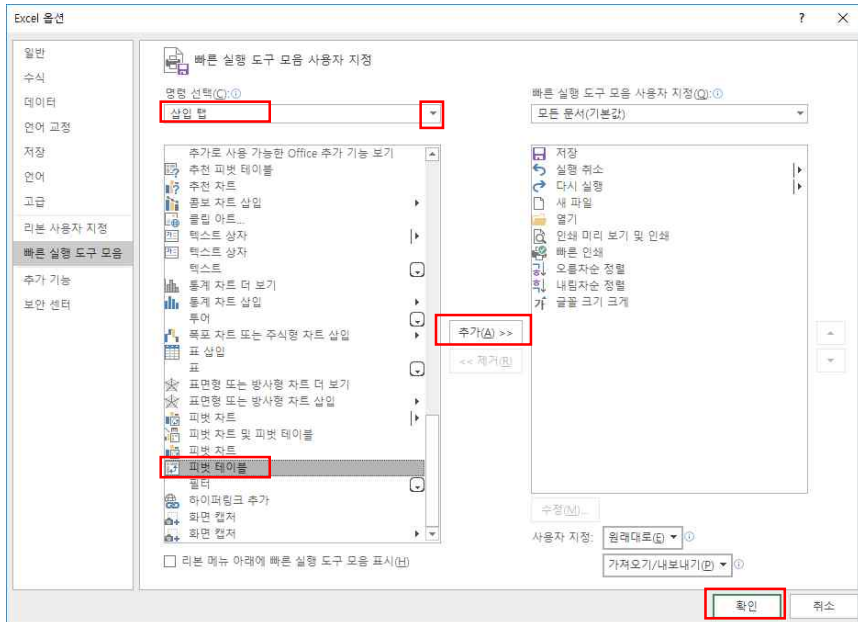 Excel 옵션
? ×
일반
수식
데이터
언어 교정
저장
언어
고급
리본 사용자 지정
빠른 실행 도구 모음
추가 기능
보안 센터
빠른 실행 도구 모음 사용자 지정
명령 선택(C):
삽입 탭
추가로 사용 가능한 Office 추가 기능 보기
추천 피벗 테이블
추천 차트
콤보 차트 삽입
클립 아트...
텍스트 상자
텍스트 상자
텍스트
통계 차트 더 보기
통계 차트 삽입
투어
폭포 차트 또는 주식형 차트 삽입
표 삽입
표
표면형 또는 방사형 차트 더 보기
표면형 또는 방사형 차트 삽입
피벗 차트
피벗 차트 및 피벗 테이블
피벗 차트
피벗 테이블
필터
하이퍼링크 추가
화면 캡처
화면 캡처
리본 메뉴 아래에 빠른 실행 도구 모음 표시(H)
추가(A) >>
<< 제거(R)
빠른 실행 도구 모음 사용자 지정(Q):
모든 문서(기본값)
저장
실행 취소
다시 실행
새 파일
열기
인쇄 미리 보기 및 인쇄
빠른 인쇄
오름차순 정렬
내림차순 정렬
글꼴 크기 크게
수정(M)...
사용자 지정: 원래대로(E)
가져오기/내보내기(P)
확인
취소